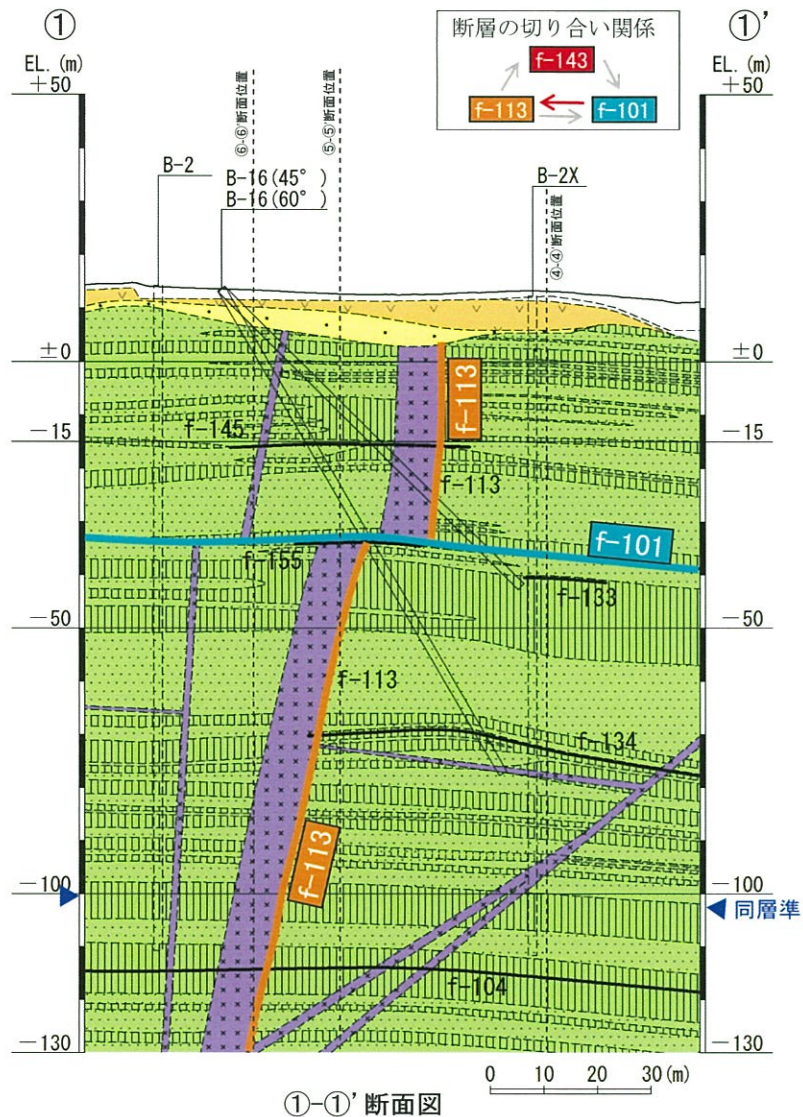 ①
①’
断層の切り合い関係
f-143
f-113
f-101
EL. (m)
EL. (m)
+50
+50
⑥-⑥’断面位置
⑤-⑤’断面位置
B-2
B-16(45°)
B-16(60°)
B-2X
④-④’断面位置
±0
±0
f-113
f-145
-15
-15
f-113
f-101
f-155
f-133
-50
-50
f-113
f-134
f-113
-100
-100
同層準
f-104
-130
-130
0 10 20 30(m)
①-①’断面図